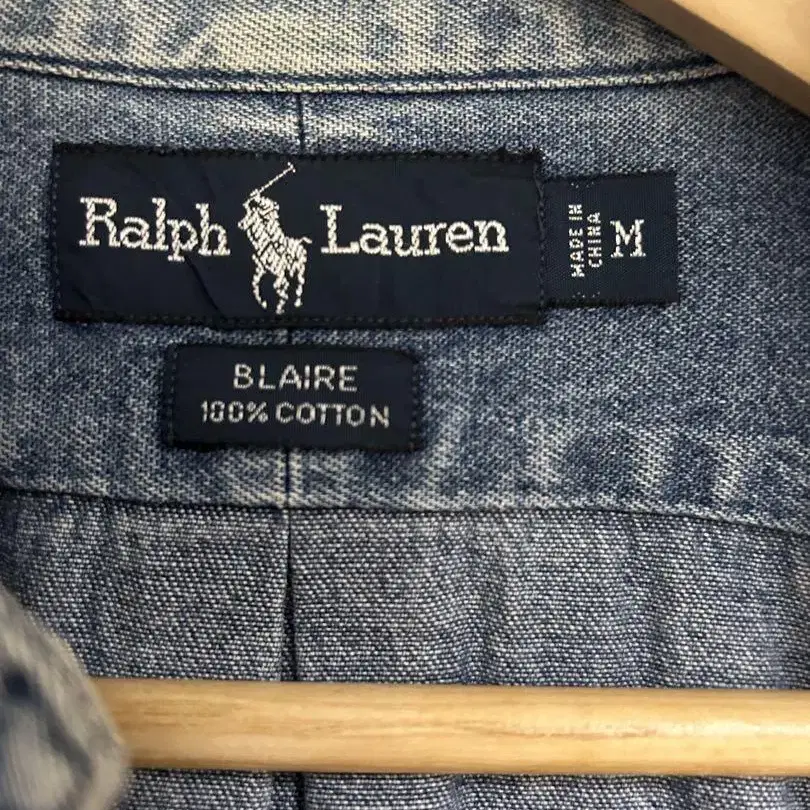 Ralph Lauren
MADE IN
CHINA
M
BLAIRE
100% COTTON